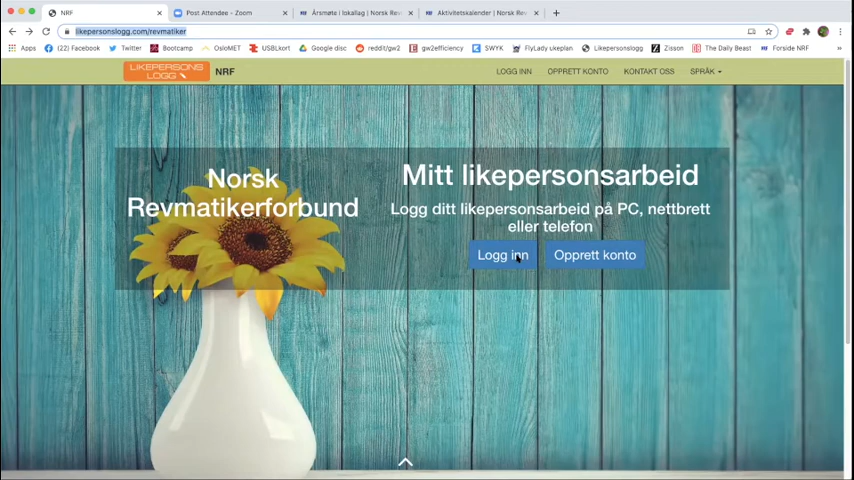 NRF
Post Attendee - Zoom
Årsmøte i lokallag | Norsk Rev
Aktivitetskalender | Norsk Rev
likepersonslogg.com/revmatiker
Apps
(22) Facebook
Twitter
Bootcamp
OsloMET
USBLkort
Google disc
reddit/gw2
gw2efficiency
SWYK
FlyLady ukeplan
Likepersonslogg
Zisson
The Daily Beast
Forside NRF
»
LIKEPERSONS
LOGG
NRF
LOGG INN
OPPRETT KONTO
KONTAKT OSS
SPRÅK
Norsk
Revmatikerforbund
Mitt likepersonsarbeid
Logg ditt likepersonsarbeid på PC, nettbrett
eller telefon
Logg inn
Opprett konto